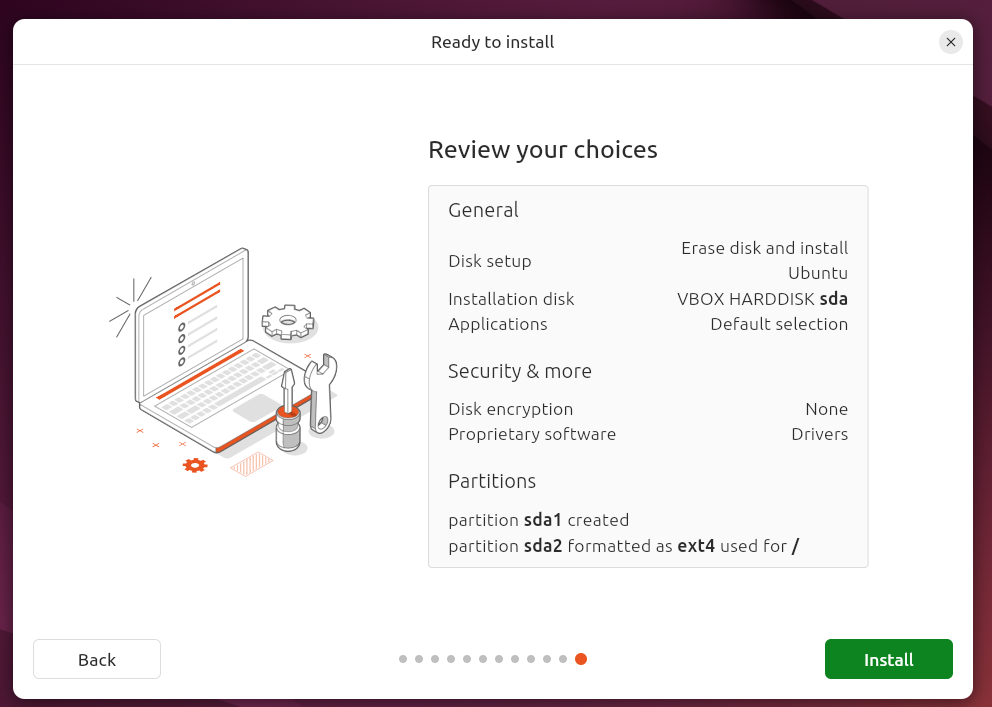 Ready to install
Review your choices
General
Disk setup Erase disk and install
Ubuntu
Installation disk VBOX HARDDISK sda
Applications Default selection
Security & more
Disk encryption None
Proprietary software Drivers
Partitions
partition sda1 created
partition sda2 formatted as ext4 used for /
Back Install